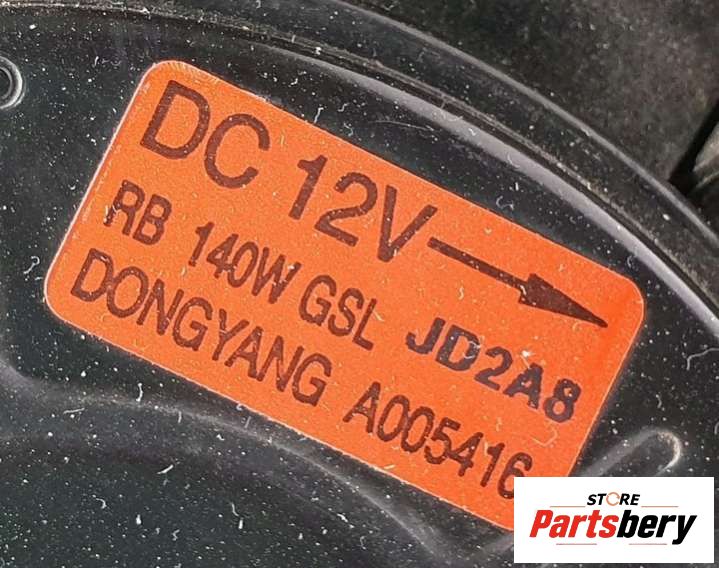 DC 12V
RB 140W GSL JD2A8
DONGYANG A005416
STORE
Partsbery